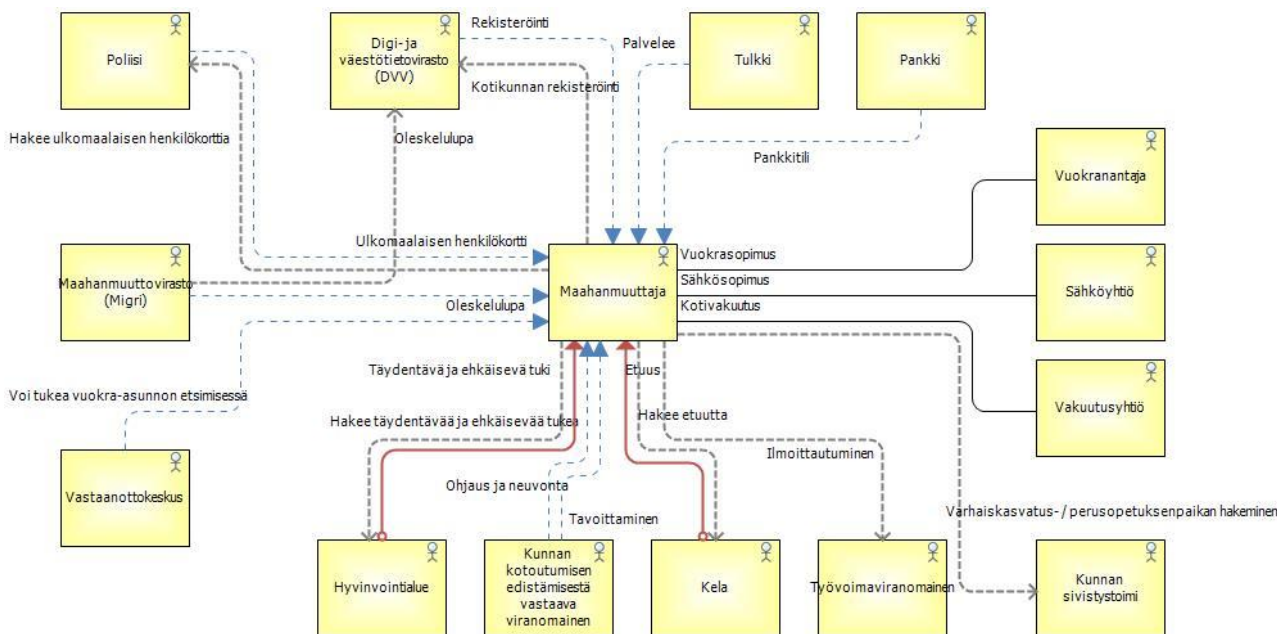 Rekisteröinti
Poliisi
Digi- ja
väestötietovirasto
(DVV)
Palvelee
Tulkki
Pankki
Kotikunnan rekisteröinti
Hakee ulkomaalaisen henkilökorttia
Oleskelulupa
Pankkitili
Vuokranantaja
Ulkomaalaisen henkilökortti
Vuokrasopimus
Maahanmuuttovirasto
(Migri)
Maahanmuuttaja
Sähkösopimus
Sähköyhtiö
Oleskelulupa
Kotivakuutus
Täydentävä ja ehkäisevä tuki
Etuus
Voi tukea vuokra-asunnon etsimisessä
Vakuutusyhtiö
Hakee täydentävää ja ehkäisevää tukea
Hakee etuutta
Ilmoittautuminen
Vastaanottokeskus
Ohjaus ja neuvonta
Tavoittaminen
Varhaiskasvatus- / perusopetuksenpaikan hakeminen
Hyvinvointialue
Kunnan
kotoutumisen
edistämisestä
vastaava
viranomainen
Kela
Työvoimaviranomainen
Kunnan
sivistystoimi